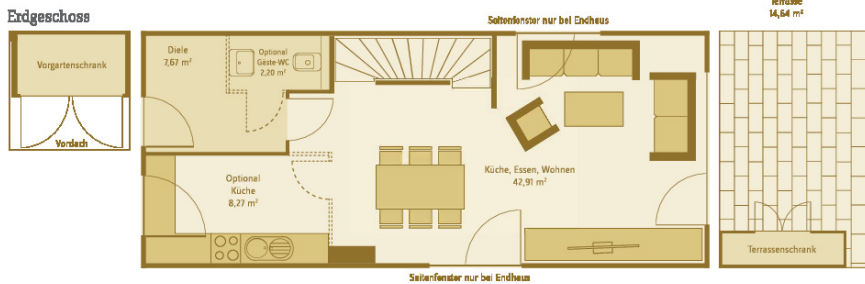 Erdgeschoss
Seitenfenster nur bei Endhaus
Terrasse
14,64 m²
Vorgartenschrank
Vordach
Diele
7,67 m²
Optional
Gäste-WC
2,20 m²
Optional
Küche
8,27 m²
Küche, Essen, Wohnen
42,91 m²
Terrassenschrank
Seitenfenster nur bei Endhaus